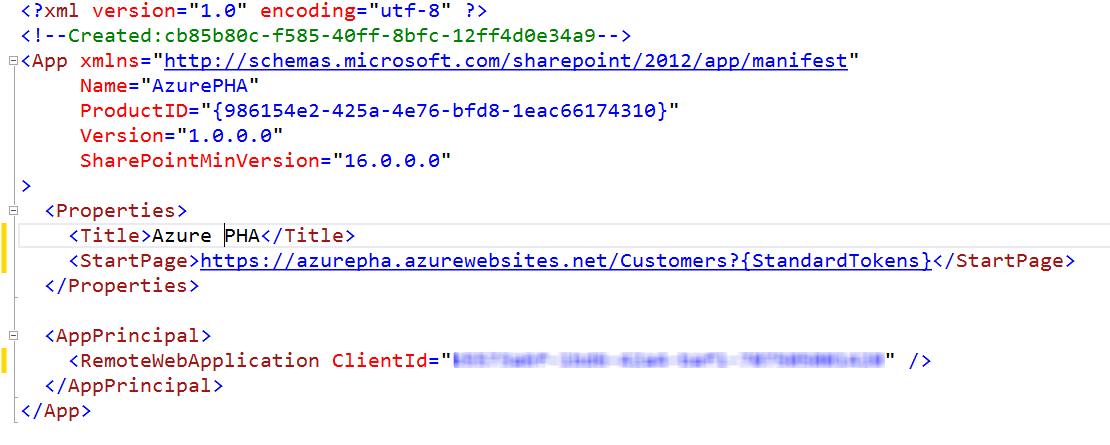 <?xml version="1.0" encoding="utf-8" ?>
<!--Created:cb85b80c-f585-40ff-8bfc-12ff4d0e34a9-->
<App xmlns="http://schemas.microsoft.com/sharepoint/2012/app/manifest"
Name="AzurePHA"
ProductID="{986154e2-425a-4e76-bfd8-1eac66174310}"
Version="1.0.0.0"
SharePointMinVersion="16.0.0.0"
>
<Properties>
<Title>Azure PHA</Title>
<StartPage>https://azurepha.azurewebsites.net/Customers?{StandardTokens}</StartPage>
</Properties>
<AppPrincipal>
<RemoteWebApplication ClientId="" />
</AppPrincipal>
</App>